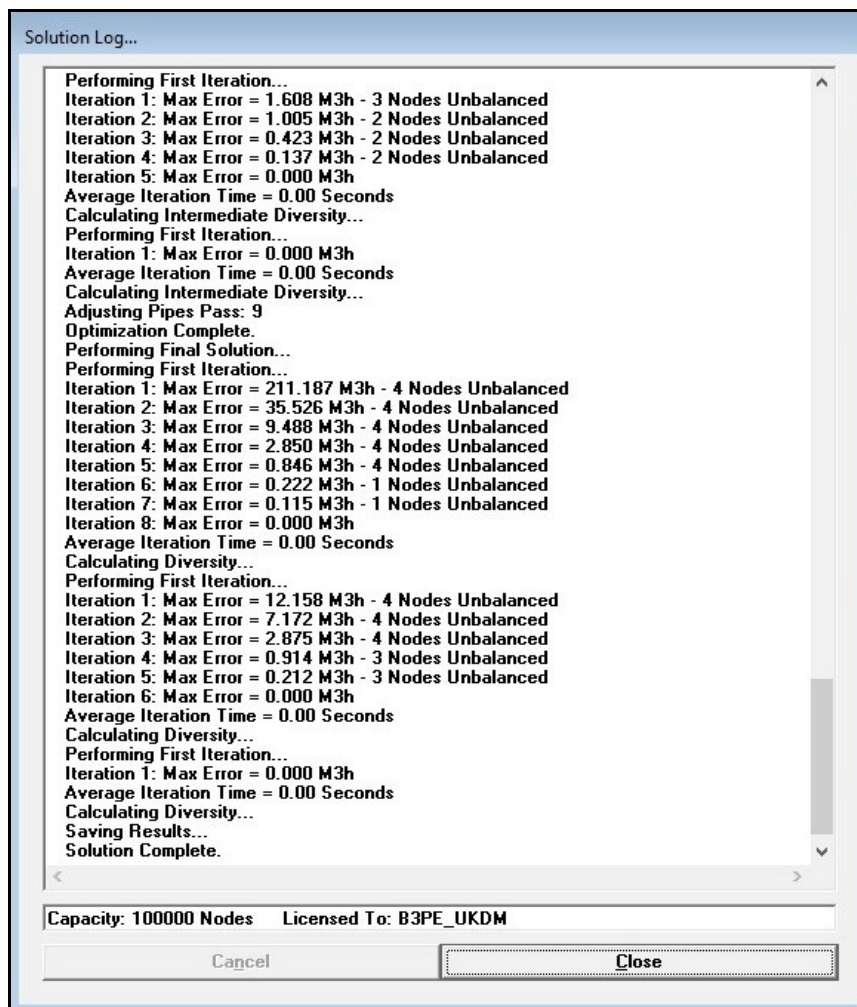 Solution Log...
Performing First Iteration...
Iteration 1: Max Error = 1.608 M3h - 3 Nodes Unbalanced
Iteration 2: Max Error = 1.005 M3h - 2 Nodes Unbalanced
Iteration 3: Max Error = 0.423 M3h - 2 Nodes Unbalanced
Iteration 4: Max Error = 0.137 M3h - 2 Nodes Unbalanced
Iteration 5: Max Error = 0.000 M3h
Average Iteration Time = 0.00 Seconds
Calculating Intermediate Diversity...
Performing First Iteration...
Iteration 1: Max Error = 0.000 M3h
Average Iteration Time = 0.00 Seconds
Calculating Intermediate Diversity...
Adjusting Pipes Pass: 9
Optimization Complete.
Performing Final Solution...
Performing First Iteration...
Iteration 1: Max Error = 211.187 M3h - 4 Nodes Unbalanced
Iteration 2: Max Error = 35.526 M3h - 4 Nodes Unbalanced
Iteration 3: Max Error = 9.488 M3h - 4 Nodes Unbalanced
Iteration 4: Max Error = 2.850 M3h - 4 Nodes Unbalanced
Iteration 5: Max Error = 0.846 M3h - 4 Nodes Unbalanced
Iteration 6: Max Error = 0.222 M3h - 1 Nodes Unbalanced
Iteration 7: Max Error = 0.115 M3h - 1 Nodes Unbalanced
Iteration 8: Max Error = 0.000 M3h
Average Iteration Time = 0.00 Seconds
Calculating Diversity...
Performing First Iteration...
Iteration 1: Max Error = 12.158 M3h - 4 Nodes Unbalanced
Iteration 2: Max Error = 7.172 M3h - 4 Nodes Unbalanced
Iteration 3: Max Error = 2.875 M3h - 4 Nodes Unbalanced
Iteration 4: Max Error = 0.914 M3h - 3 Nodes Unbalanced
Iteration 5: Max Error = 0.212 M3h - 3 Nodes Unbalanced
Iteration 6: Max Error = 0.000 M3h
Average Iteration Time = 0.00 Seconds
Calculating Diversity...
Performing First Iteration...
Iteration 1: Max Error = 0.000 M3h
Average Iteration Time = 0.00 Seconds
Calculating Diversity...
Saving Results...
Solution Complete.
Capacity: 100000 Nodes Licensed To: B3PE_UKDM
Cancel Close